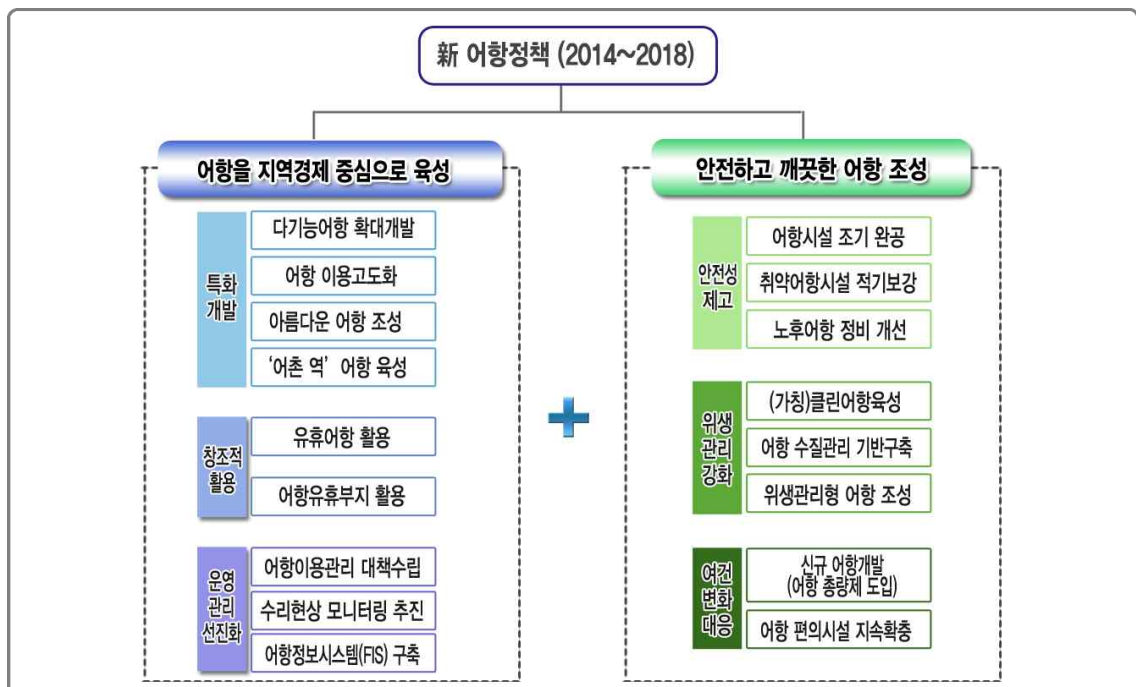 新 어항정책 (2014~2018)
어항을 지역경제 중심으로 육성
특화
개발
다기능어항 확대개발
어항 이용고도화
아름다운 어항 조성
‘어촌 역’ 어항 육성
창조적
활용
유휴어항 활용
어항유휴부지 활용
운영
관리
선진화
어항이용관리 대책수립
수리현상 모니터링 추진
어항정보시스템(FIS) 구축
안전하고 깨끗한 어항 조성
안전성
제고
어항시설 조기 완공
취약어항시설 적기보강
노후어항 정비 개선
위생
관리
강화
(가칭)클린어항육성
어항 수질관리 기반구축
위생관리형 어항 조성
여건
변화
대응
신규 어항개발
(어항 총량제 도입)
어항 편의시설 지속확충